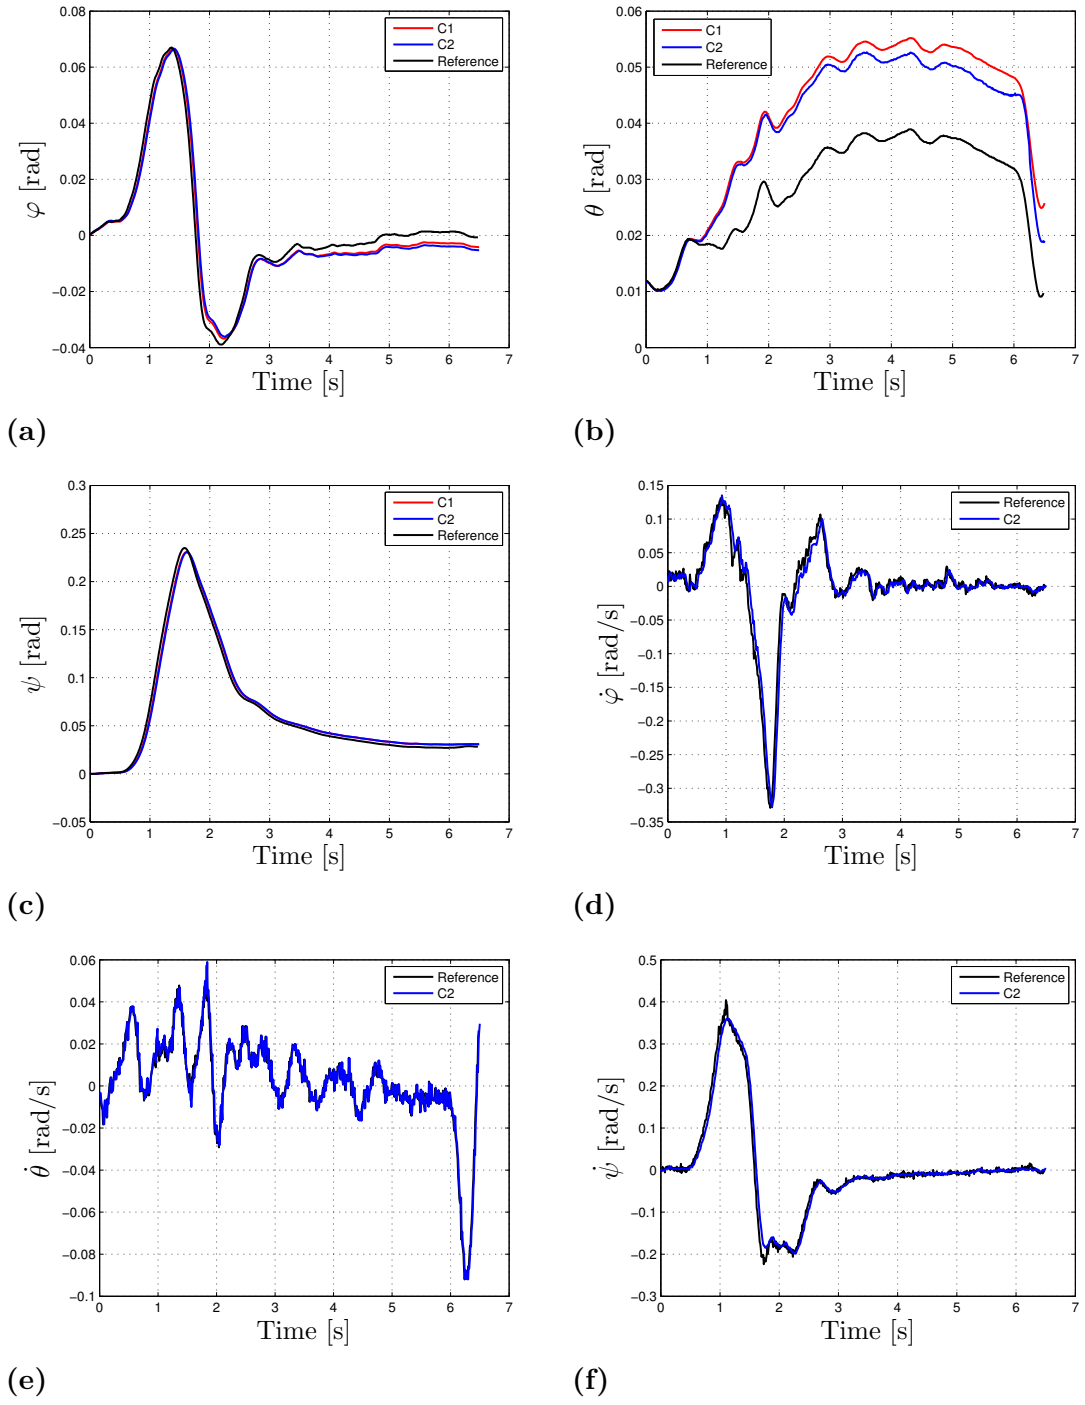 C1
C2
Reference
0.08
0.06
0.04
0.02
0
−0.02
−0.04
0 1 2 3 4 5 6 7
φ [rad]
Time [s]
(a)
C1
C2
Reference
0.06
0.05
0.04
0.03
0.02
0.01
0
0 1 2 3 4 5 6 7
θ [rad]
Time [s]
(b)
C1
C2
Reference
0.3
0.25
0.2
0.15
0.1
0.05
0
−0.05
0 1 2 3 4 5 6 7
ψ [rad]
Time [s]
(c)
Reference
C2
0.15
0.1
0.05
0
−0.05
−0.1
−0.15
−0.2
−0.25
−0.3
−0.35
0 1 2 3 4 5 6 7
φ̇ [rad/s]
Time [s]
(d)
Reference
C2
0.06
0.04
0.02
0
−0.02
−0.04
−0.06
−0.08
−0.1
0 1 2 3 4 5 6 7
θ̇ [rad/s]
Time [s]
(e)
Reference
C2
0.5
0.4
0.3
0.2
0.1
0
−0.1
−0.2
−0.3
0 1 2 3 4 5 6 7
ψ̇ [rad/s]
Time [s]
(f)